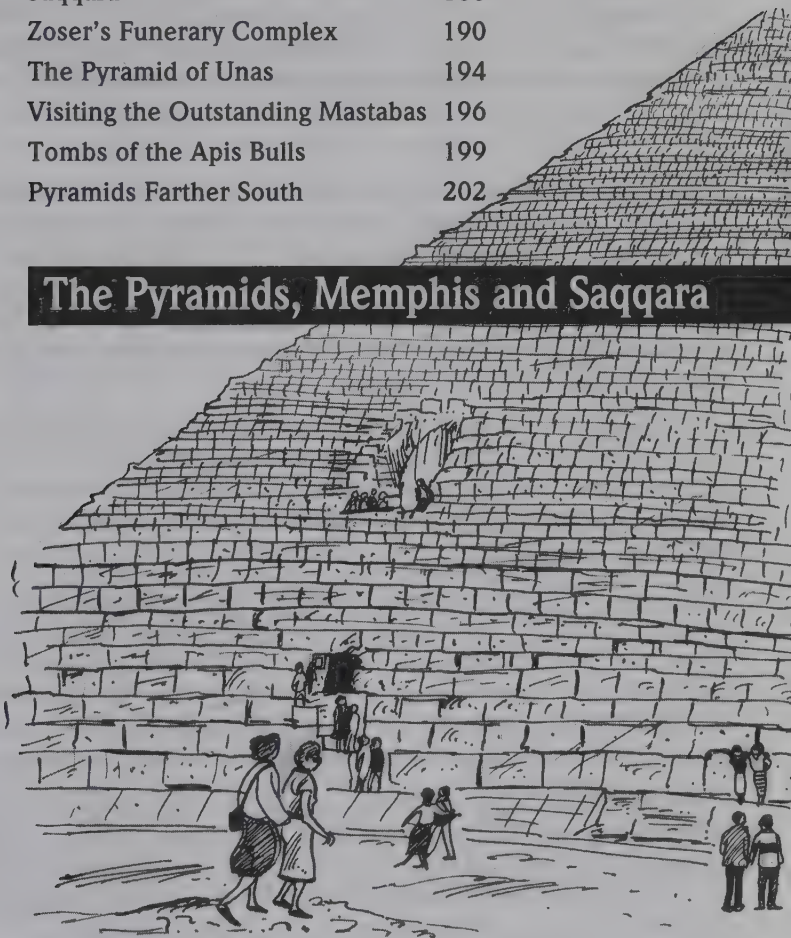 Zoser's Funerary Complex 190
The Pyramid of Unas 194
Visiting the Outstanding Mastabas 196
Tombs of the Apis Bulls 199
Pyramids Farther South 202
The Pyramids, Memphis and Saqqara